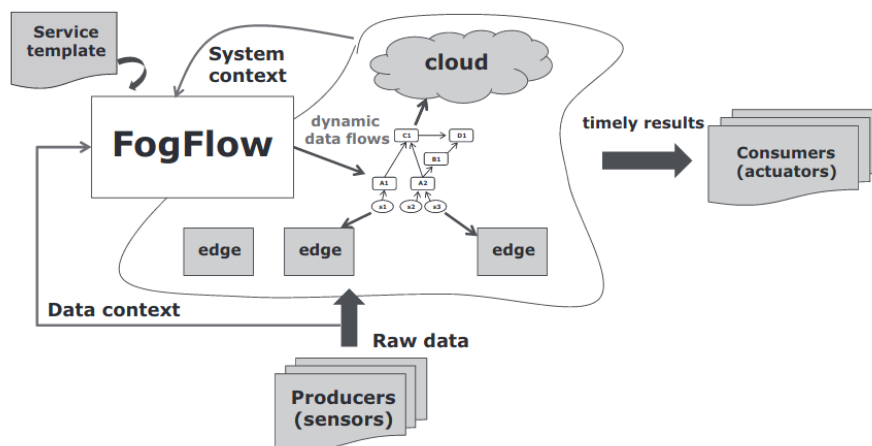 Service
template
System
context
cloud
FogFlow
dynamic
data flows
C1
D1
B1
A1
A2
s1
s2
s3
timely results
Consumers
(actuators)
edge
edge
edge
Data context
Raw data
Producers
(sensors)